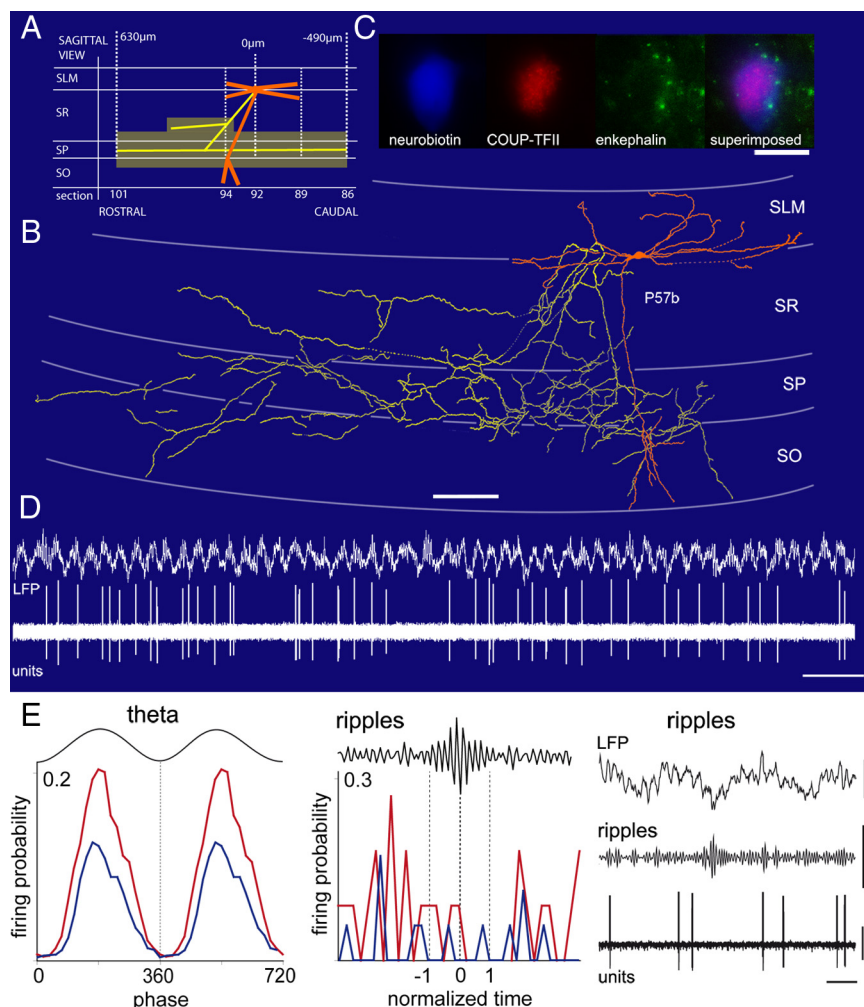 A
SAGITTAL
VIEW
630µm
0µm
-490µm
SLM
SR
SP
SO
section
101
94
92
89
86
ROSTRAL
CAUDAL
C
neurobiotin
COUP-TFII
enkephalin
superimposed
B
SLM
P57b
SR
SP
SO
D
LFP
units
E
theta
0.2
firing probability
0
360
720
phase
ripples
0.3
firing probability
-1
0
1
normalized time
ripples
LFP
ripples
units